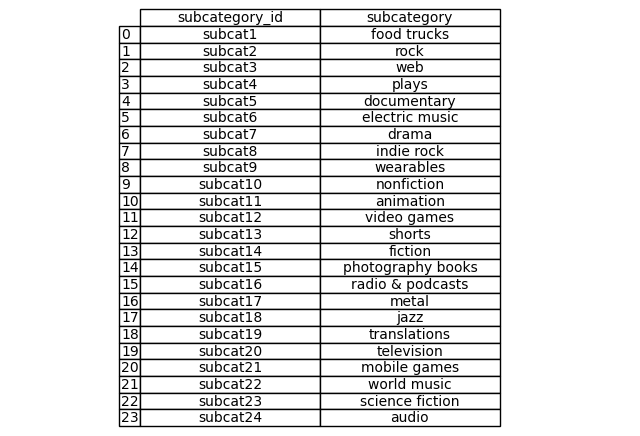 subcategory_id subcategory
0 subcat1 food trucks
1 subcat2 rock
2 subcat3 web
3 subcat4 plays
4 subcat5 documentary
5 subcat6 electric music
6 subcat7 drama
7 subcat8 indie rock
8 subcat9 wearables
9 subcat10 nonfiction
10 subcat11 animation
11 subcat12 video games
12 subcat13 shorts
13 subcat14 fiction
14 subcat15 photography books
15 subcat16 radio & podcasts
16 subcat17 metal
17 subcat18 jazz
18 subcat19 translations
19 subcat20 television
20 subcat21 mobile games
21 subcat22 world music
22 subcat23 science fiction
23 subcat24 audio